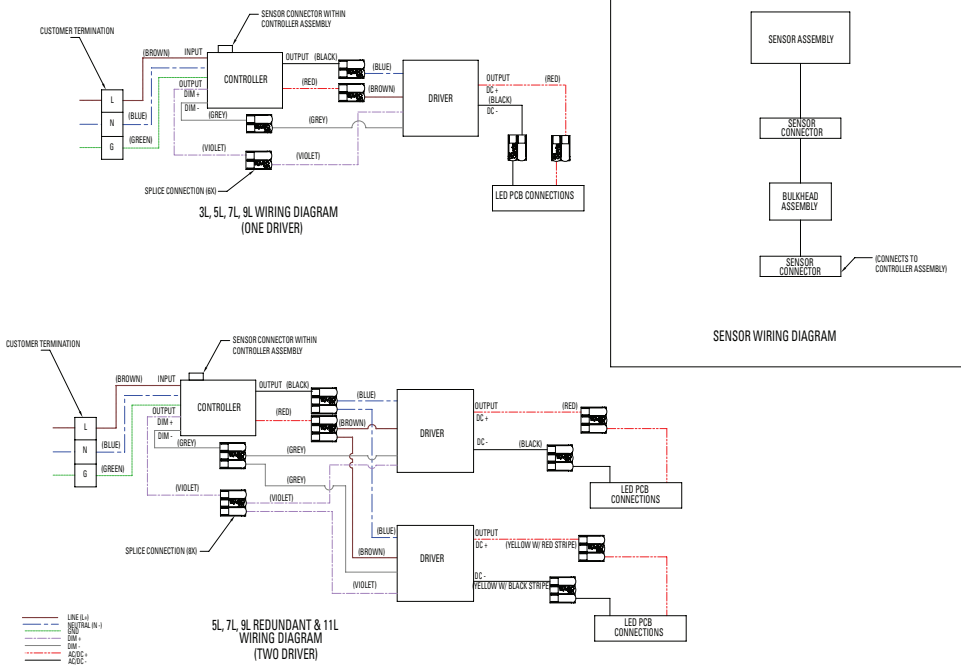 SENSOR CONNECTOR WITHIN
CONTROLLER ASSEMBLY
CUSTOMER TERMINATION
(BROWN)
INPUT
OUTPUT
(BLACK)
CONTROLLER
(BLUE)
(RED)
(BROWN)
DRIVER
OUTPUT
(RED)
DC +
(BLACK)
DC -
OUTPUT
DIM +
DIM -
L
N
G
(BLUE)
(GREEN)
(GREY)
(GREY)
(VIOLET)
(VIOLET)
SPLICE CONNECTION (6X)
LED PCB CONNECTIONS
3L, 5L, 7L, 9L WIRING DIAGRAM
(ONE DRIVER)
SENSOR ASSEMBLY
SENSOR
CONNECTOR
BULKHEAD
ASSEMBLY
SENSOR
CONNECTOR
(CONNECTS TO
CONTROLLER ASSEMBLY)
SENSOR WIRING DIAGRAM
CUSTOMER TERMINATION
SENSOR CONNECTOR WITHIN
CONTROLLER ASSEMBLY
(BROWN)
INPUT
OUTPUT
(BLACK)
CONTROLLER
(RED)
(BLUE)
(BROWN)
OUTPUT
DIM +
DIM -
L
N
G
(BLUE)
(GREEN)
(GREY)
(GREY)
(GREY)
(VIOLET)
(VIOLET)
(VIOLET)
SPLICE CONNECTION (8X)
DRIVER
OUTPUT
(RED)
DC +
DC -
(BLACK)
LED PCB
CONNECTIONS
(BLUE)
(BROWN)
DRIVER
OUTPUT
DC +
(YELLOW W/ RED STRIPE)
DC -
(YELLOW W/ BLACK STRIPE)
LED PCB
CONNECTIONS
5L, 7L, 9L REDUNDANT & 11L
WIRING DIAGRAM
(TWO DRIVER)
LINE (L+)
NEUTRAL (N -)
GND
DIM +
DIM -
AC/DC +
AC/DC -